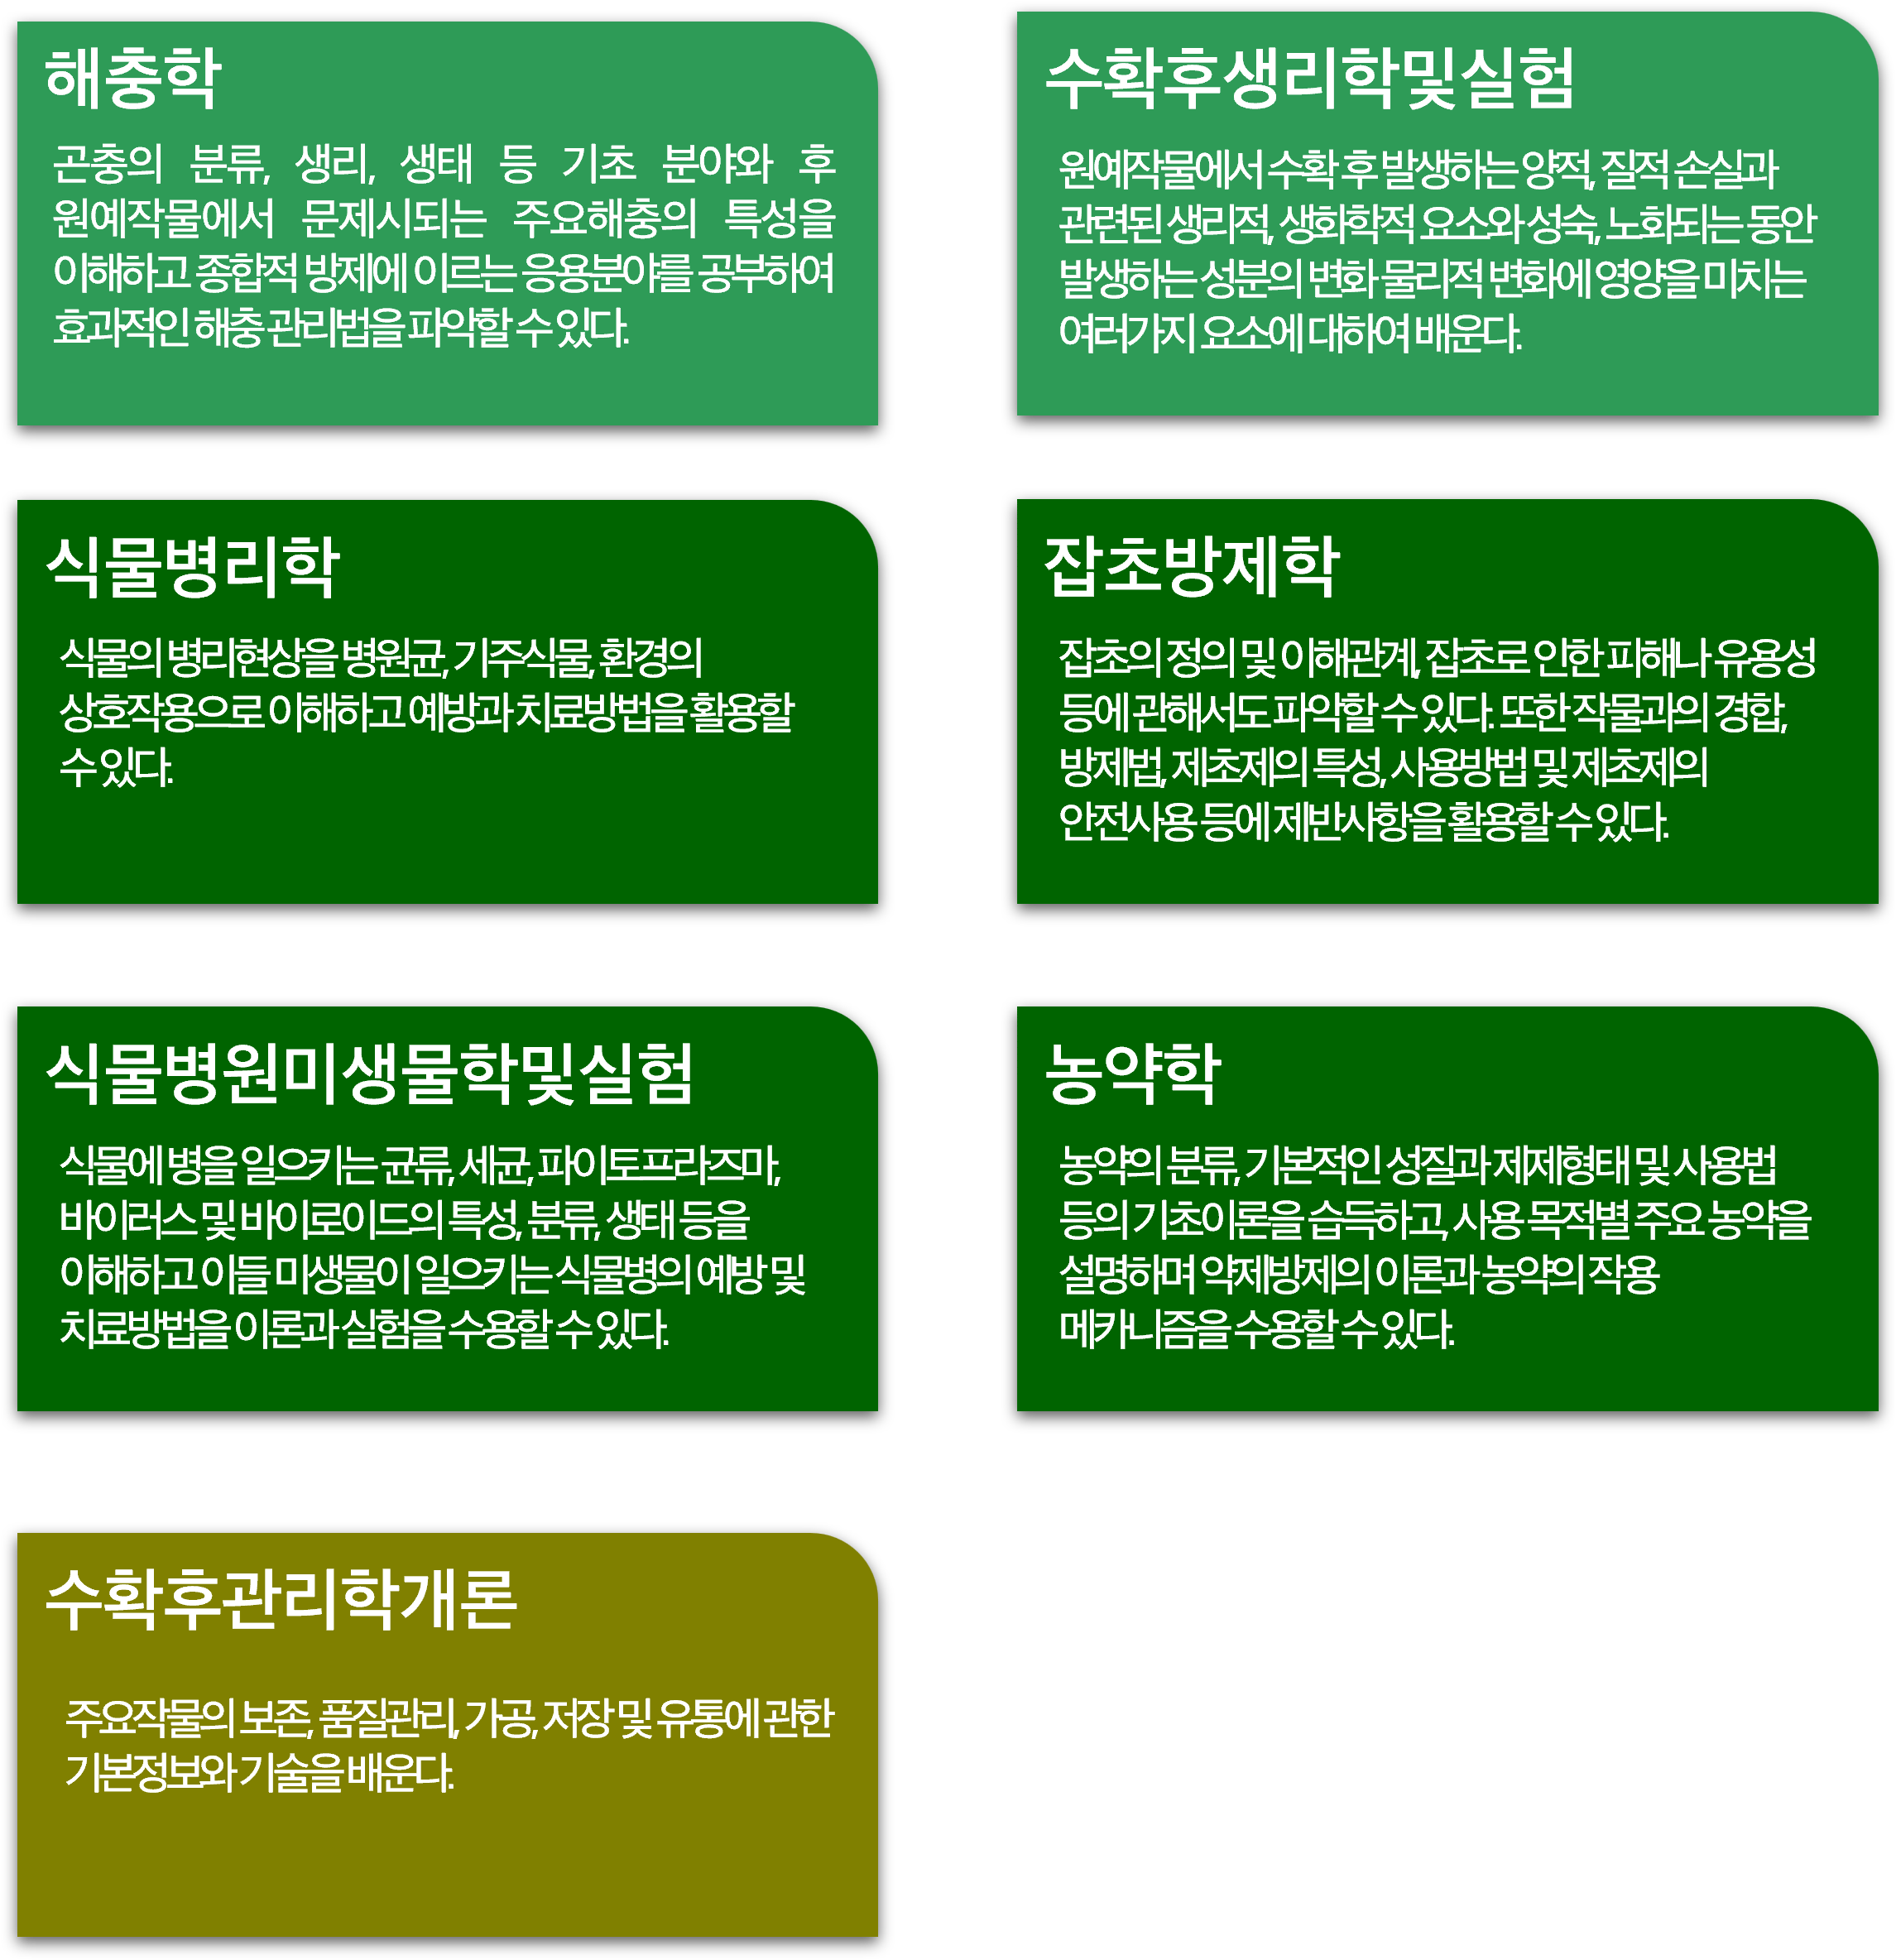 해충학
곤충의 분류, 생리, 생태 등 기초 분야와 후
원예작물에서 문제시되는 주요해충의 특성을
이해하고 종합적 방제에 이르는 응용분야를 공부하여
효과적인 해충 관리법을 파악할 수 있다.
수확후생리학및실험
원예작물에서 수확 후 발생하는 양적, 질적 손실과
관련된 생리적, 생화학적 요소와 성숙, 노화되는 동안
발생하는 성분의 변화 물리적 변화에 영양을 미치는
여러가지 요소에 대하여 배운다.
식물병리학
식물의 병리현상을 병원균, 기주식물, 환경의
상호작용으로 이해하고 예방과 치료방법을 활용할
수 있다.
잡초방제학
잡초의 정의 및 이해관계, 잡초로 인한 피해나 유용성
등에 관해서도 파악할 수 있다. 또한 작물과의 경합,
방제법, 제초제의 특성, 사용방법 및 제초제의
안전사용 등에 제반사항을 활용할 수 있다.
식물병원미생물학및실험
식물에 병을 일으키는 균류, 세균, 파이토프라즈마,
바이러스 및 바이로이드의 특성, 분류, 생태 등을
이해하고 이들 미생물이 일으키는 식물병의 예방 및
치료방법을 이론과 실험을 수용할 수 있다.
농약학
농약의 분류, 기본적인 성질과 제제형태 및 사용법
등의 기초이론을 습득하고, 사용 목적별 주요 농약을
설명하며 약제방제의 이론과 농약의 작용
메카니즘을 수용할 수 있다.
수확후관리학개론
주요작물의 보존, 품질관리, 가공, 저장 및 유통에 관한
기본정보와 기술을 배운다.